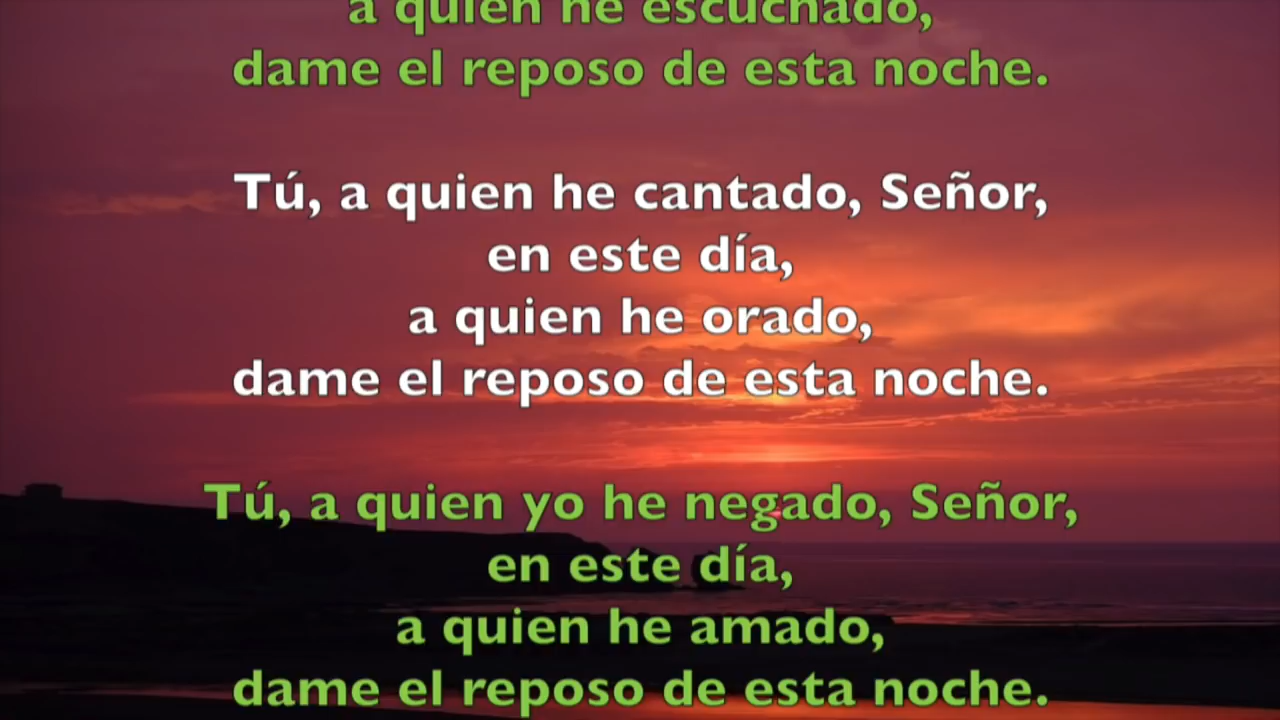 a quien he escuchado,
dame el reposo de esta noche.
Tú, a quien he cantado, Señor,
en este día,
a quien he orado,
dame el reposo de esta noche.
Tú, a quien yo he negado, Señor,
en este día,
a quien he amado,
dame el reposo de esta noche.